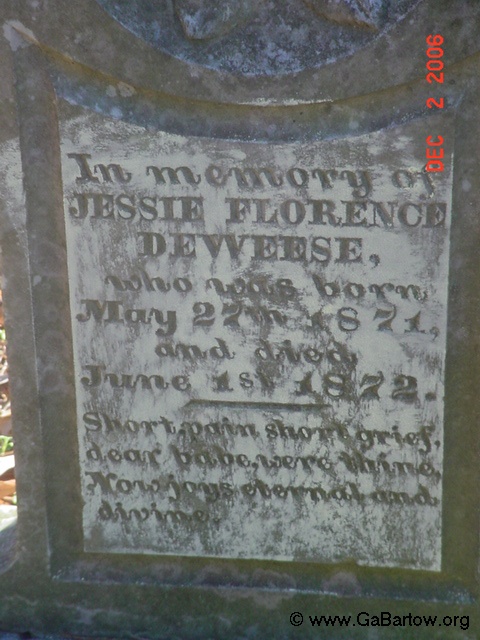 DEC 2 2006
In memory of
JESSIE FLORENCE
DEWEESE,
who was born
May 27th 1871,
and died
June 1st 1872.
Short, pain, short grief,
dear babe, were thine,
Now joys eternal and
divine.
© www.GaBartow.org